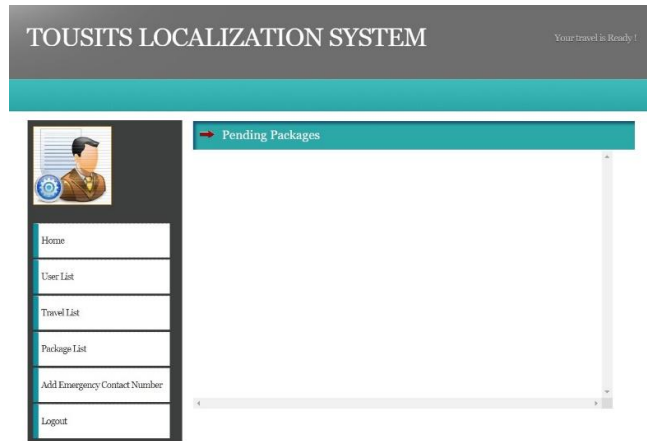 TOUSITS LOCALIZATION SYSTEM
Your travel is Ready !
Pending Packages
Home
User List
Travel List
Package List
Add Emergency Contact Number
Logout